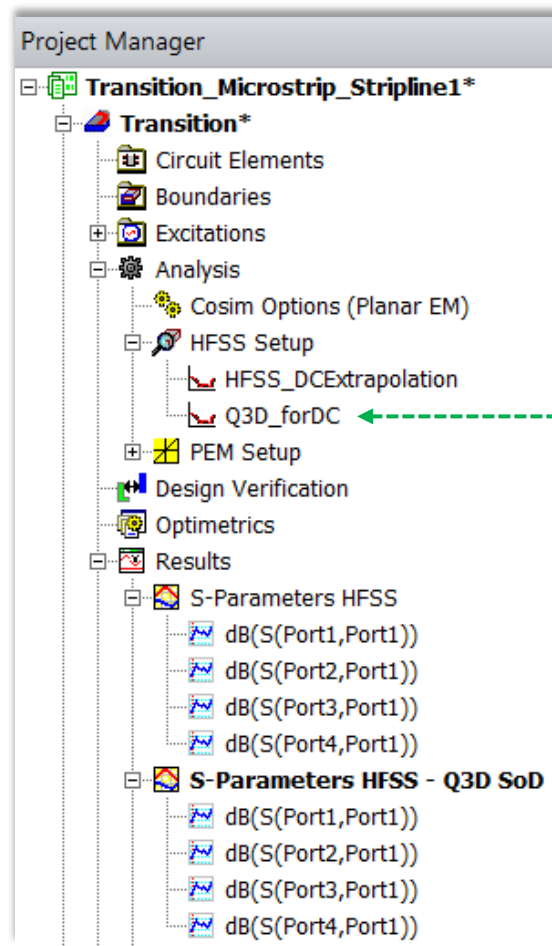 Project Manager
Transition_Microstrip_Stripline1*
Transition*
Circuit Elements
Boundaries
Excitations
Analysis
Cosim Options (Planar EM)
HFSS Setup
HFSS_DCExtrapolation
Q3D_forDC
PEM Setup
Design Verification
Optimetrics
Results
S-Parameters HFSS
dB(S(Port1,Port1))
dB(S(Port2,Port1))
dB(S(Port3,Port1))
dB(S(Port4,Port1))
S-Parameters HFSS - Q3D SoD
dB(S(Port1,Port1))
dB(S(Port2,Port1))
dB(S(Port3,Port1))
dB(S(Port4,Port1))